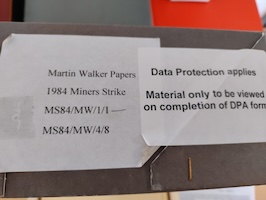 Martin Walker Papers
1984 Miners Strike
MS84/MW/1/1 —
MS84/MW/4/8
Data Protection applies
Material only to be viewed
on completion of DPA form